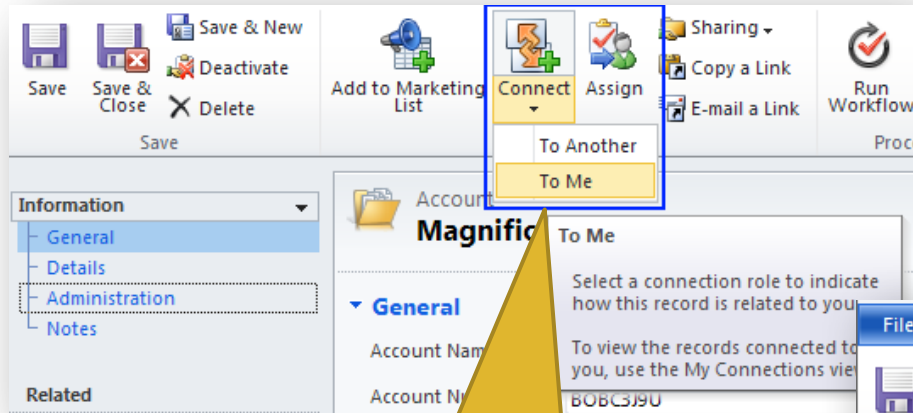 Save & New
Deactivate
Delete
Save
Save &
Close
Save
Add to Marketing
List
Connect
Assign
To Another
To Me
Sharing
Copy a Link
E-mail a Link
Run
Workflow
Information
General
Details
Administration
Notes
Related
Account
General
Account
To Me
Select a connection role to indicate
how this record is related to you.
To view the records connected to
you, use the My Connections
File
BOBC3J9U